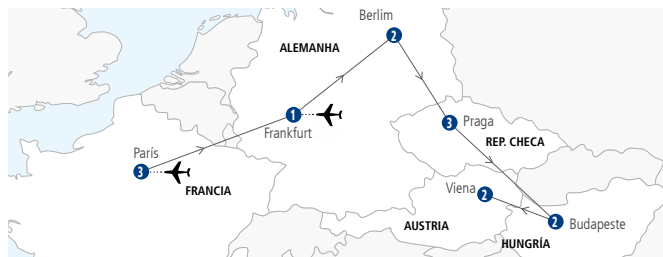 Berlim
2
ALEMANHA
1
Frankfurt
3
Praga
REP. CHECA
París
3
FRANCIA
Viena
2
AUSTRIA
2
Budapeste
HUNGRÍA